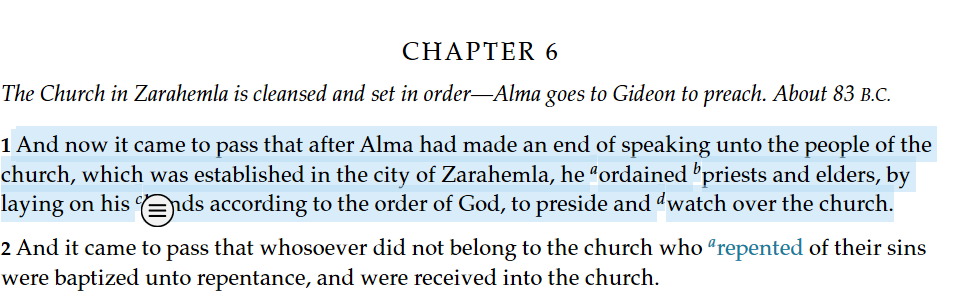 CHAPTER 6
The Church in Zarahemla is cleansed and set in order—Alma goes to Gideon to preach. About 83 B.C.
1 And now it came to pass that after Alma had made an end of speaking unto the people of the
church, which was established in the city of Zarahemla, he aordained bpriests and elders, by
laying on his nds according to the order of God, to preside and dwatch over the church.
2 And it came to pass that whosoever did not belong to the church who arepented of their sins
were baptized unto repentance, and were received into the church.